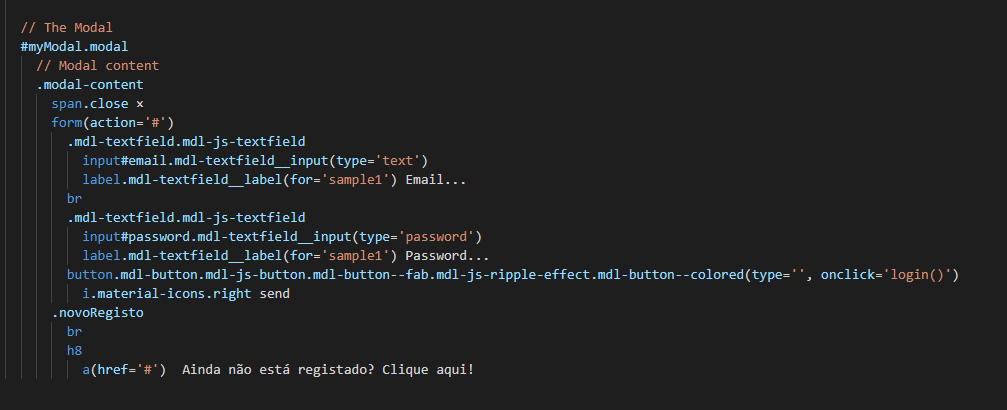 // The Modal
#myModal.modal
// Modal content
.modal-content
span.close ×
form(action='#')
.mdl-textfield.mdl-js-textfield
input#email.mdl-textfield__input(type='text')
label.mdl-textfield__label(for='sample1') Email...
br
.mdl-textfield.mdl-js-textfield
input#password.mdl-textfield__input(type='password')
label.mdl-textfield__label(for='sample1') Password...
button.mdl-button.mdl-js-button.mdl-button--fab.mdl-js-ripple-effect.mdl-button--colored(type='', onclick='login()')
i.material-icons.right send
.novoRegisto
br
h8
a(href='#')  Ainda não está registado? Clique aqui!